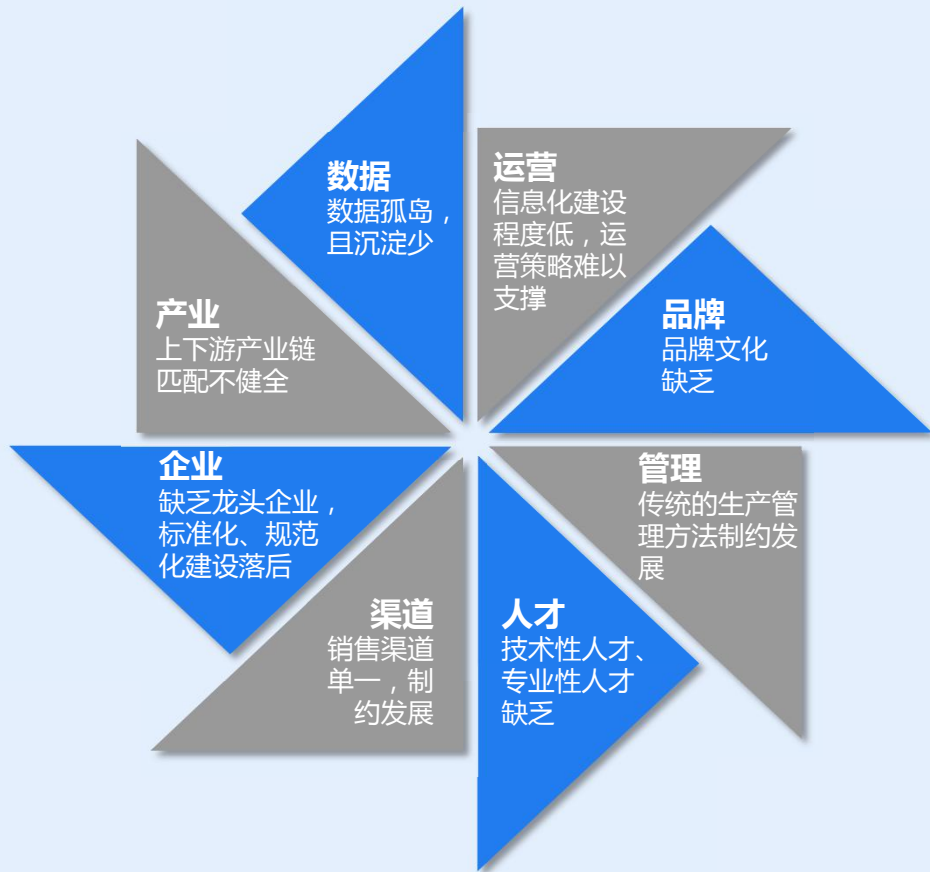 数据
数据孤岛，
且沉淀少
运营
信息化建设
程度低，运
营策略难以
支撑
产业
上下游产业链
匹配不健全
品牌
品牌文化
缺乏
企业
缺乏龙头企业，
标准化、规范
化建设落后
管理
传统的生产管
理方法制约发
展
渠道
销售渠道
单一，制
约发展
人才
技术性人才、
专业性人才
缺乏